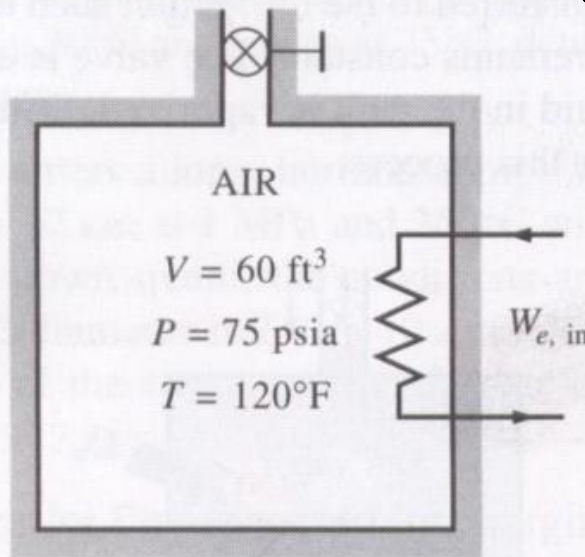 AIR
V = 60 ft³
P = 75 psia
T = 120°F
Wₑ, in